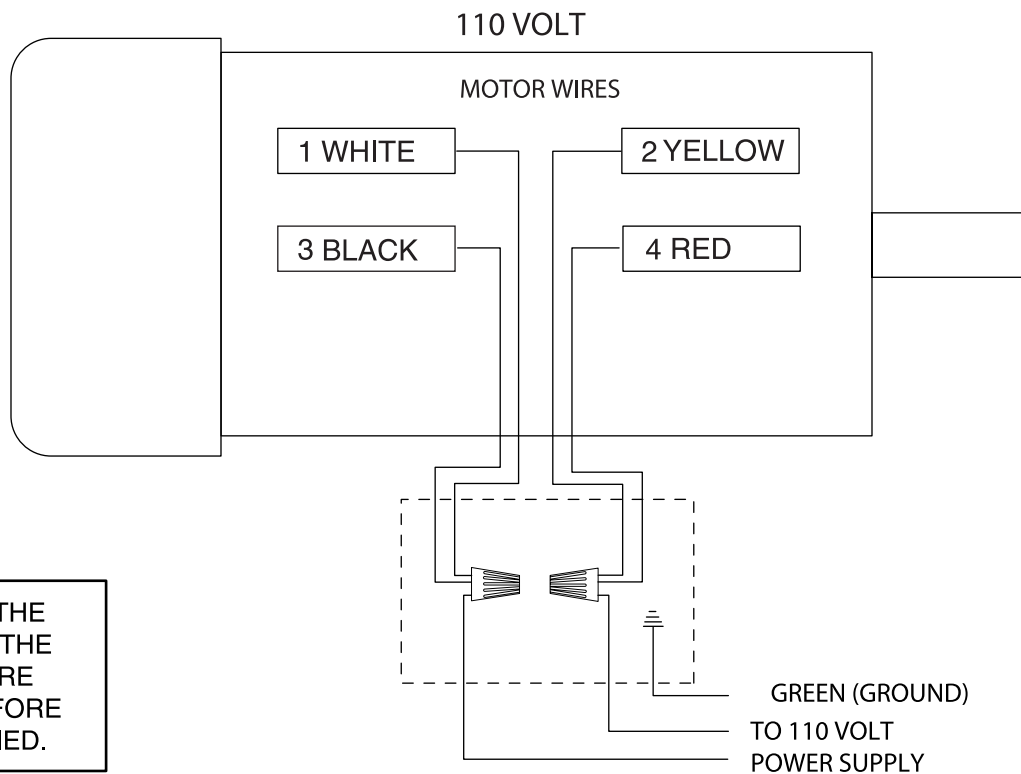 110 VOLT
MOTOR WIRES
1 WHITE
2 YELLOW
3 BLACK
4 RED
THE
THE
RE
FORE
ED.
GREEN (GROUND)
TO 110 VOLT
POWER SUPPLY